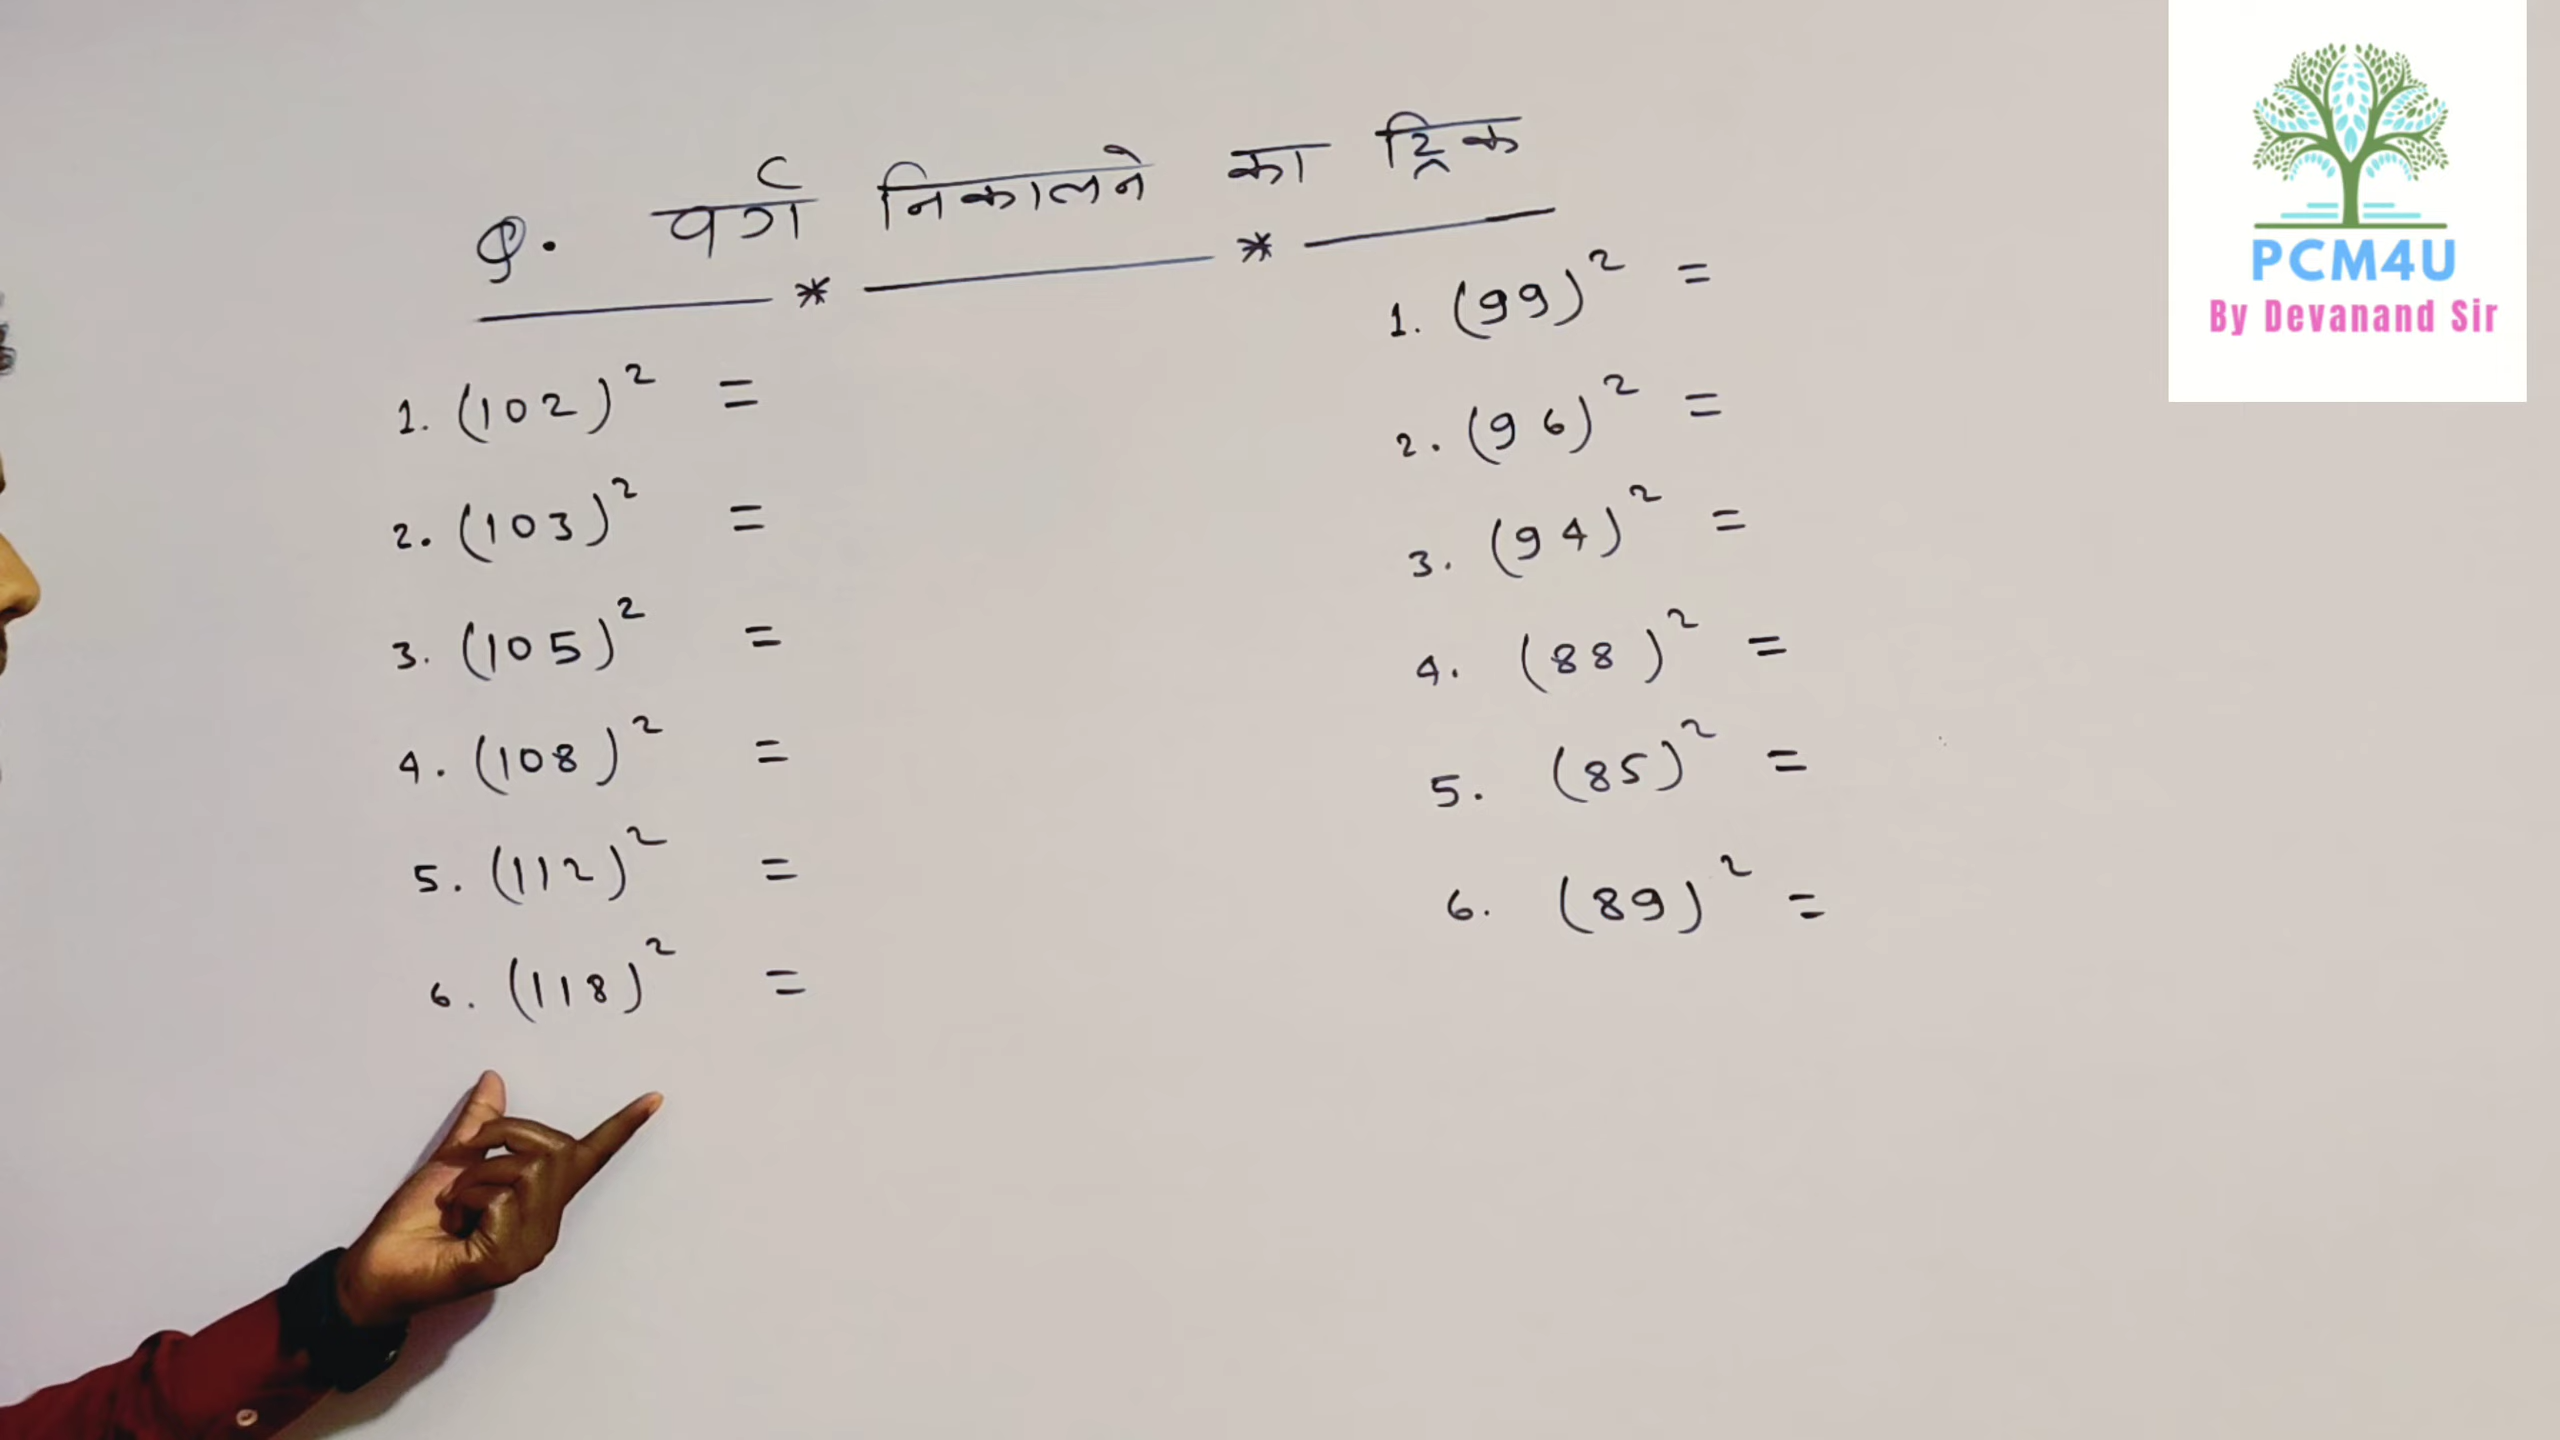 Q. वर्ग निकालने का ट्रिक
1. (102)² =
2. (103)² =
3. (105)² =
4. (108)² =
5. (112)² =
6. (118)² =
1. (99)² =
2. (96)² =
3. (94)² =
4. (88)² =
5. (85)² =
6. (89)² =
PCM4U
By Devanand Sir